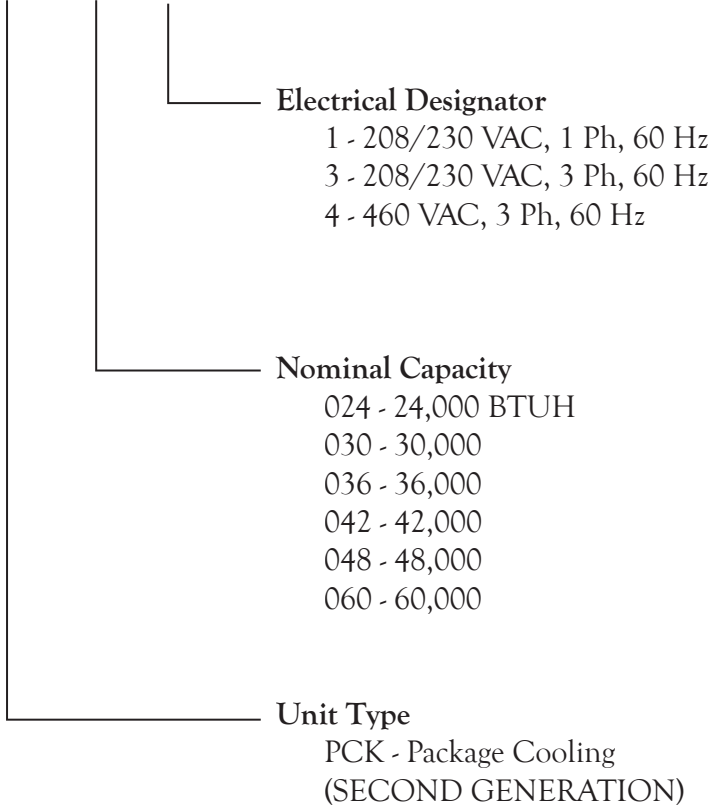 Electrical Designator
1 - 208/230 VAC, 1 Ph, 60 Hz
3 - 208/230 VAC, 3 Ph, 60 Hz
4 - 460 VAC, 3 Ph, 60 Hz
Nominal Capacity
024 - 24,000 BTUH
030 - 30,000
036 - 36,000
042 - 42,000
048 - 48,000
060 - 60,000
Unit Type
PCK - Package Cooling
(SECOND GENERATION)